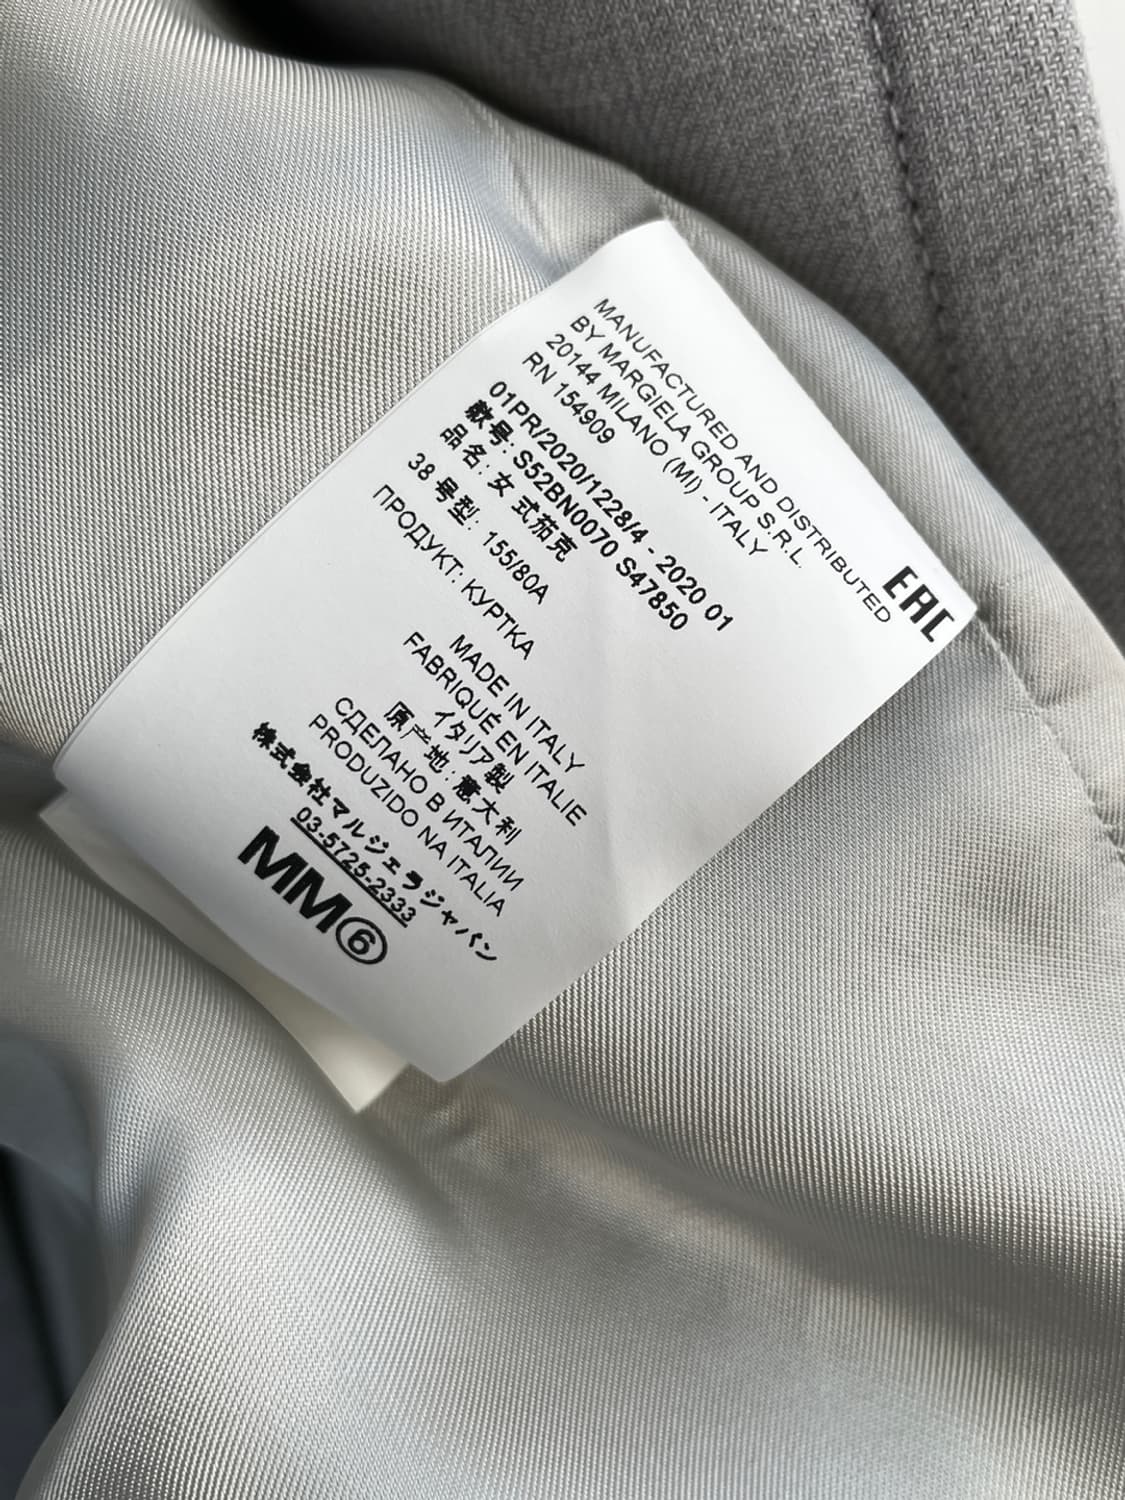 MANUFACTURED AND DISTRIBUTED
BY MARGIELA GROUP S.R.L.
20144 MILANO (MI) - ITALY
RN 154909
EAC
01PR/2020/1228/4 - 2020 01
款号: S52BN0070 S47850
品名: 女 式茄克
38 号型: 155/80A
ПРОДУКТ: КУРТКА
MADE IN ITALY
FABRIQUÉ EN ITALIE
イタリア製
原产地: 意大利
СДЕЛАНО В ИТАЛИИ
PRODUZIDO NA ITALIA
株式会社マルジェラジャパン
03-5725-2333
MM⑥